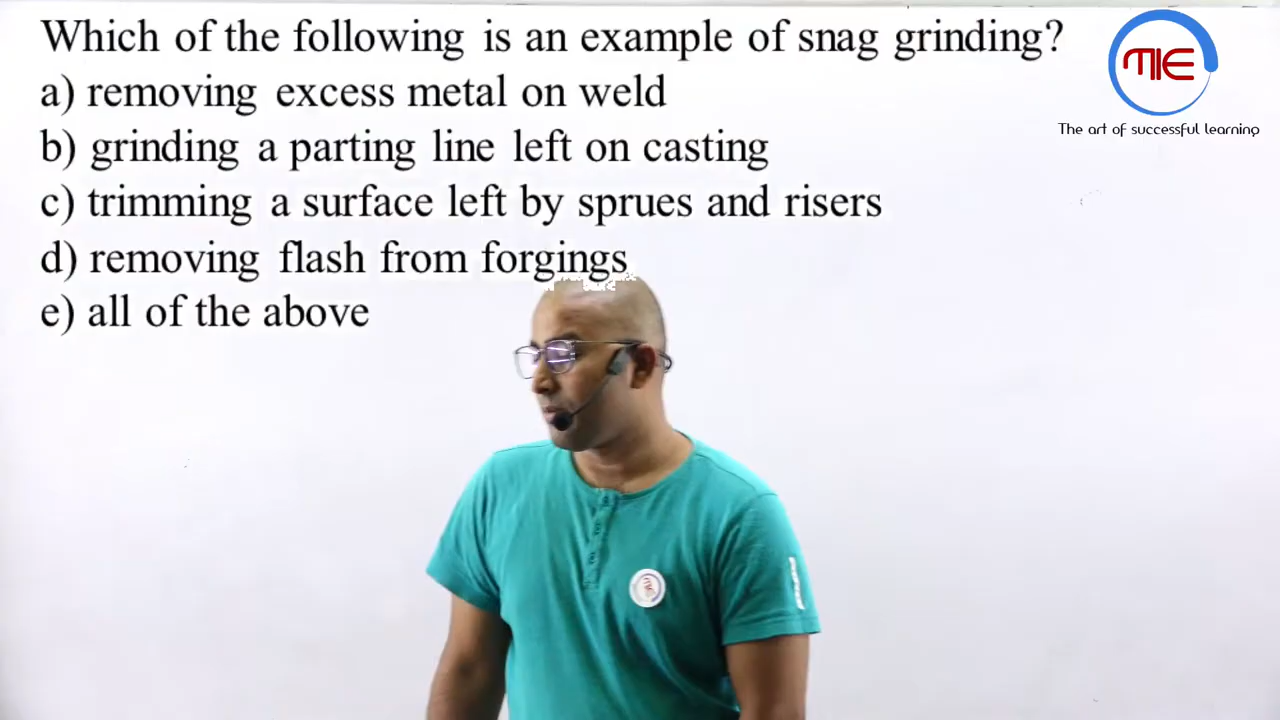 Which of the following is an example of snag grinding?
a) removing excess metal on weld
b) grinding a parting line left on casting
c) trimming a surface left by sprues and risers
d) removing flash from forgings
e) all of the above
MIE
The art of successful learning